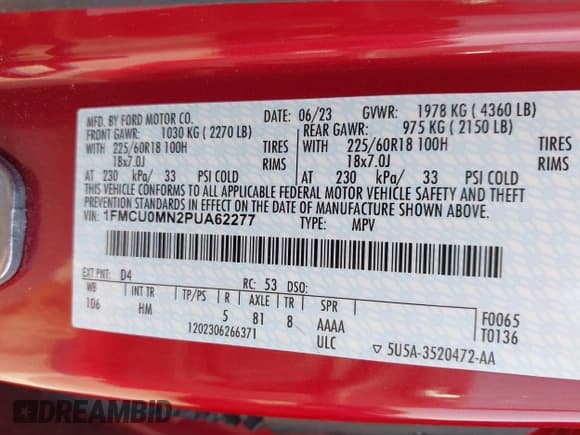 MFD. BY FORD MOTOR CO. DATE: 06/23 GVWR: 1978 KG ( 4360 LB)
FRONT GAWR: 1030 KG ( 2270 LB) REAR GAWR: 975 KG ( 2150 LB)
WITH 225/60R18 100H TIRES WITH 225/60R18 100H TIRES
18x7.0J RIMS 18x7.0J RIMS
AT 230 kPa/ 33 PSI COLD AT 230 kPa/ 33 PSI COLD
THIS VEHICLE CONFORMS TO ALL APPLICABLE FEDERAL MOTOR VEHICLE SAFETY AND THEFT
PREVENTION STANDARDS IN EFFECT ON THE DATE OF MANUFACTURE SHOWN ABOVE.
VIN: 1FMCU0MN2PUA62277 TYPE: MPV
EXT PNT: D4 RC: 53 DSO:
WB INT TR TP/PS R AXLE TR SPR
106 HM 5 81 8 AAAA F0065
ULC T0136
1202306266371 ▽ 5U5A-3520472-AA
DREAMBID